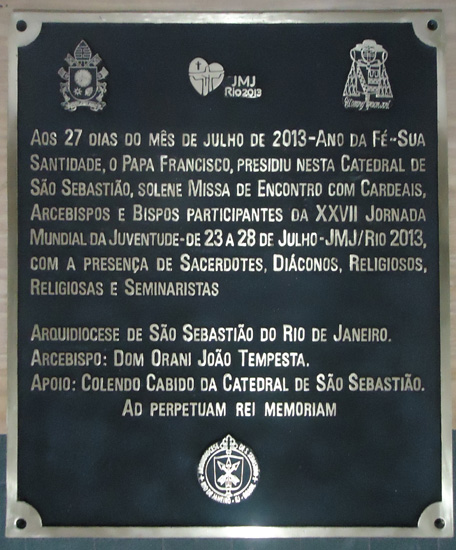 JMJ
RIO2013
AOS 27 DIAS DO MÊS DE JULHO DE 2013-ANO DA FÉ-SUA
SANTIDADE, O PAPA FRANCISCO, PRESIDIU NESTA CATEDRAL DE
SÃO SEBASTIÃO, SOLENE MISSA DE ENCONTRO COM CARDEAIS,
ARCEBISPOS E BISPOS PARTICIPANTES DA XXVII JORNADA
MUNDIAL DA JUVENTUDE-DE 23 A 28 DE JULHO-JMJ/RIO 2013,
COM A PRESENÇA DE SACERDOTES, DIÁCONOS, RELIGIOSOS,
RELIGIOSAS E SEMINARISTAS
ARQUIDIOCESE DE SÃO SEBASTIÃO DO RIO DE JANEIRO.
ARCEBISPO: DOM ORANI JOÃO TEMPESTA.
APOIO: COLENDO CABIDO DA CATEDRAL DE SÃO SEBASTIÃO.
AD PERPETUAM REI MEMORIAM